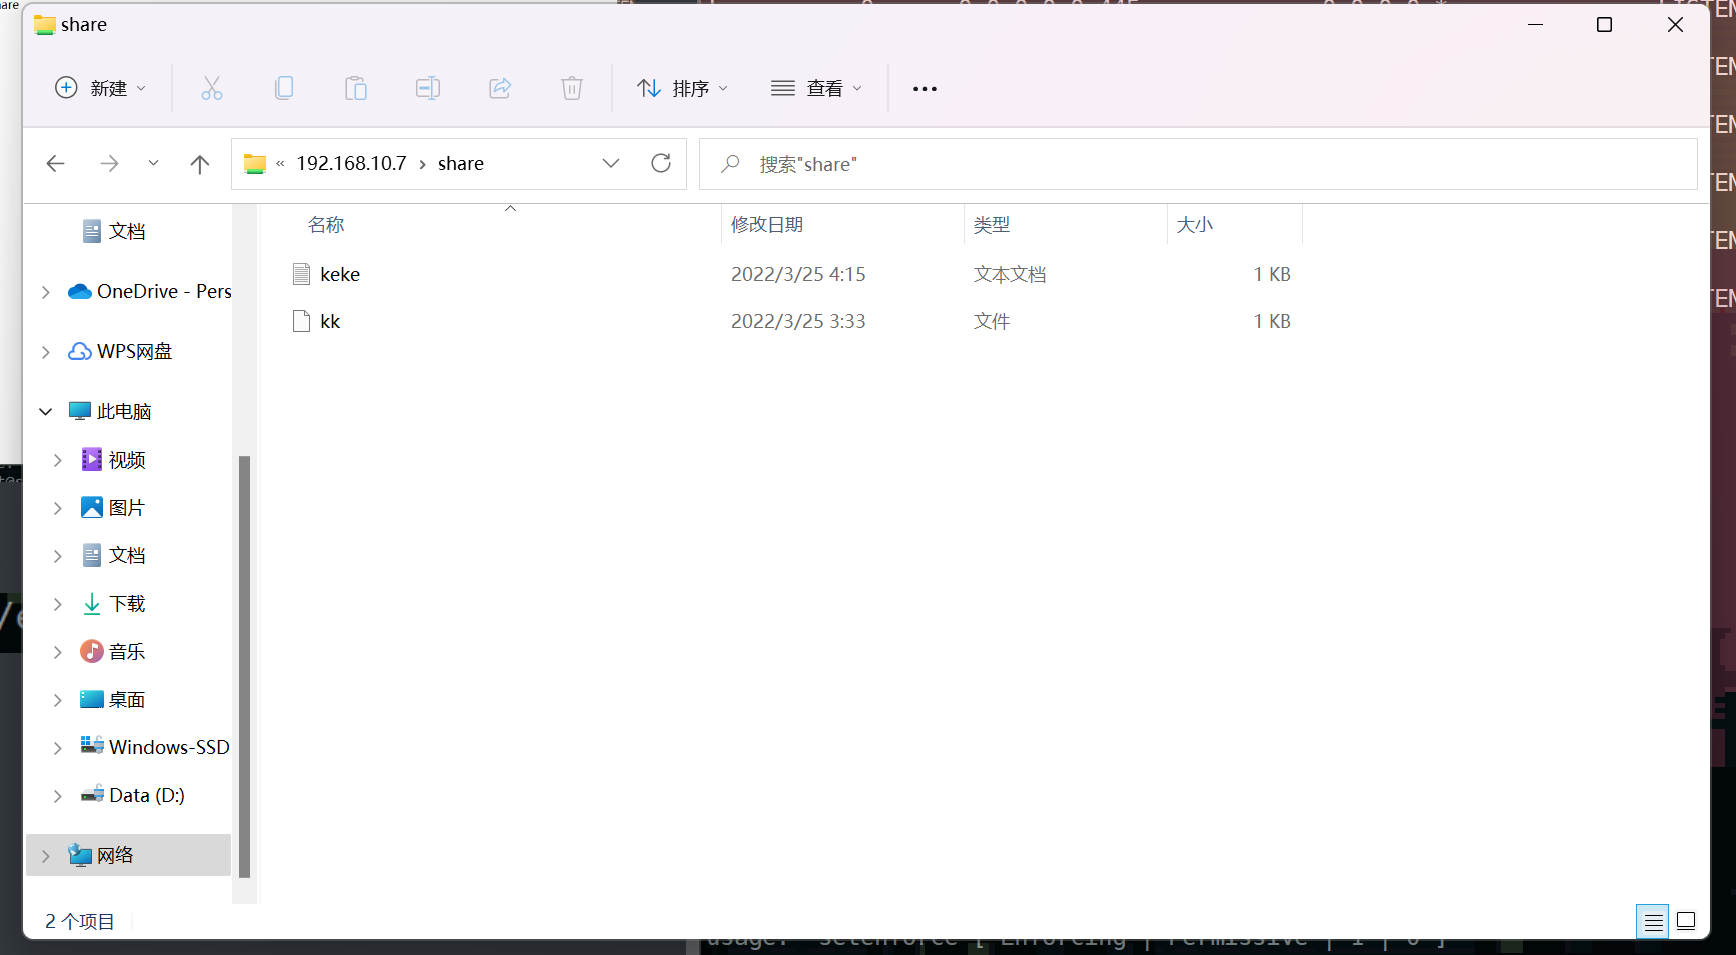 share
新建
排序
查看
192.168.10.7 › share
搜索"share"
名称
修改日期
类型
大小
keke
2022/3/25 4:15
文本文档
1 KB
kk
2022/3/25 3:33
文件
1 KB
文档
OneDrive - Pers
WPS网盘
此电脑
视频
图片
文档
下载
音乐
桌面
Windows-SSD
Data (D:)
网络
2 个项目
usage: setenforce [ Enforcing | Permissive | 1 | 0 ]